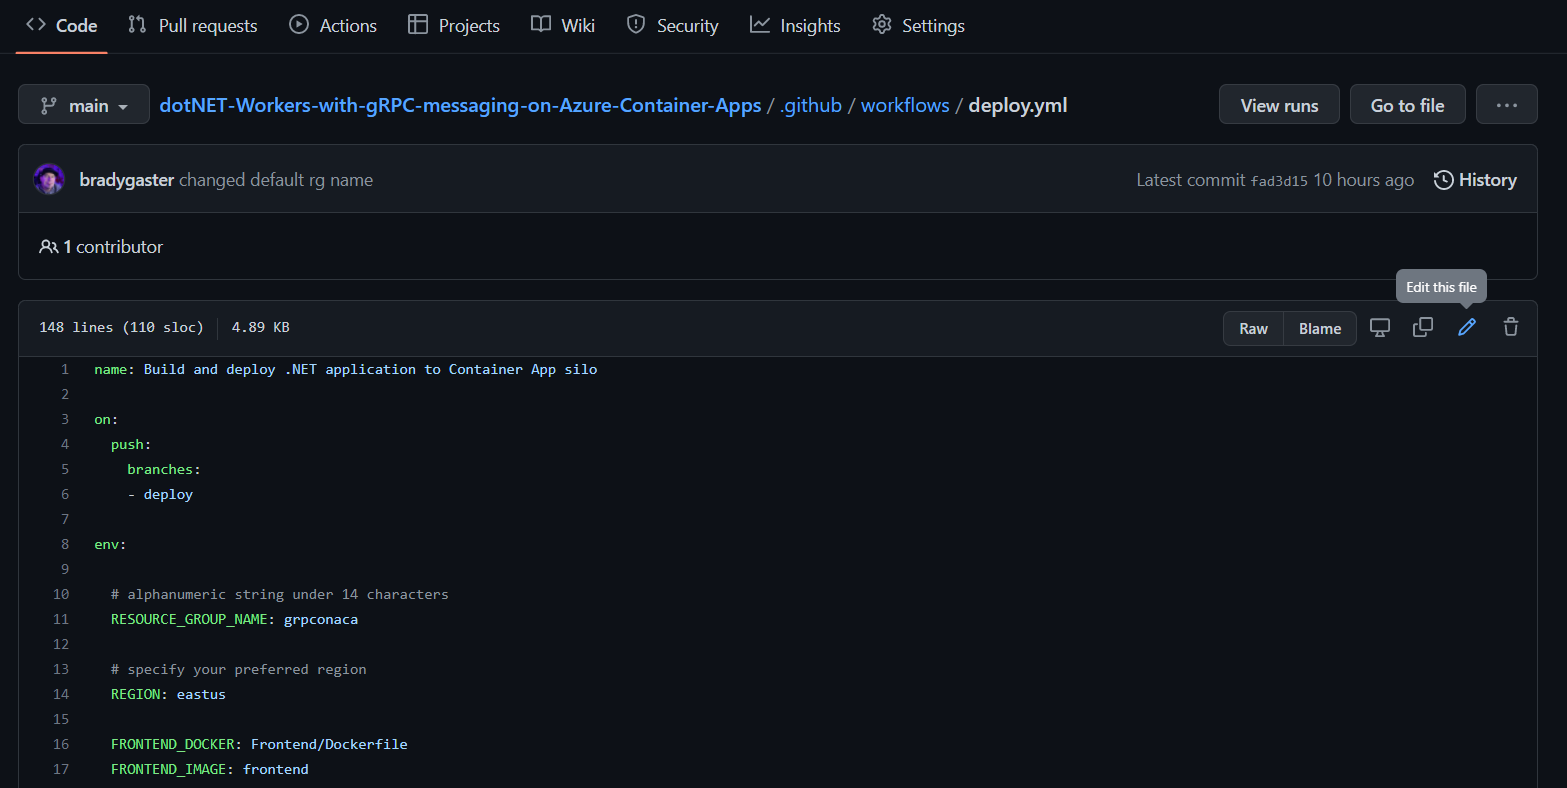 Code Pull requests Actions Projects Wiki Security Insights Settings
main dotNET-Workers-with-gRPC-messaging-on-Azure-Container-Apps / .github / workflows / deploy.yml View runs Go to file ...
bradygaster changed default rg name Latest commit fad3d15 10 hours ago History
1 contributor
Edit this file
148 lines (110 sloc) 4.89 KB Raw Blame
1 name: Build and deploy .NET application to Container App silo
2
3 on:
4 push:
5 branches:
6 - deploy
7
8 env:
9
10 # alphanumeric string under 14 characters
11 RESOURCE_GROUP_NAME: grpconaca
12
13 # specify your preferred region
14 REGION: eastus
15
16 FRONTEND_DOCKER: Frontend/Dockerfile
17 FRONTEND_IMAGE: frontend